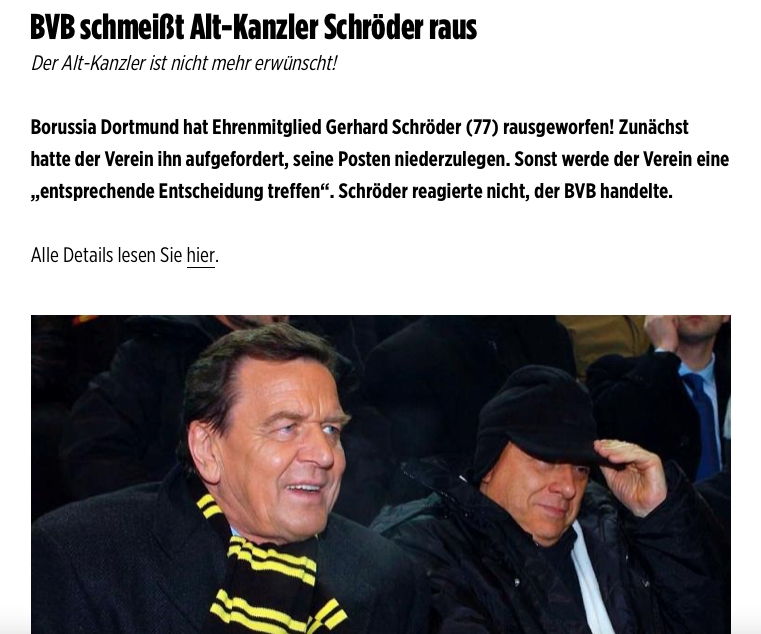 BVB schmeißt Alt-Kanzler Schröder raus
Der Alt-Kanzler ist nicht mehr erwünscht!
Borussia Dortmund hat Ehrenmitglied Gerhard Schröder (77) rausgeworfen! Zunächst
hatte der Verein ihn aufgefordert, seine Posten niederzulegen. Sonst werde der Verein eine
„entsprechende Entscheidung treffen“. Schröder reagierte nicht, der BVB handelte.
Alle Details lesen Sie hier.